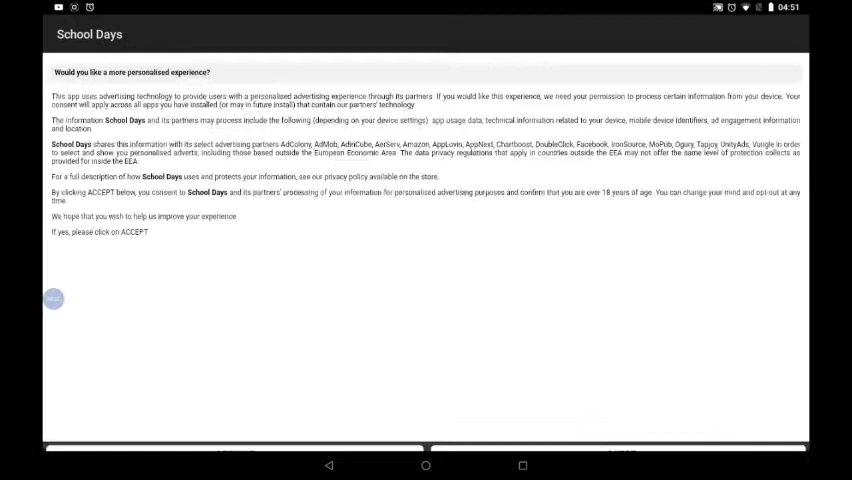 04:51
School Days
Would you like a more personalised experience?
This app uses advertising technology to provide users with a personalised advertising experience through its partners. If you would like this experience, we need your permission to process certain information from your device. Your
consent will apply across all apps you have installed (or may in future install) that contain our partners' technology.
The information School Days and its partners may process include the following (depending on your device settings): app usage data, technical information related to your device, mobile device identifiers, ad engagement information
and location.
School Days shares this information with its select advertising partners AdColony, AdMob, AdinCube, AerServ, Amazon, AppLovin, AppNext, Chartboost, DoubleClick, Facebook, ironSource, MoPub, Ogury, Tapjoy, UnityAds, Vungle in order
to select and show you personalised adverts, including those based outside the European Economic Area. The data privacy regulations that apply in countries outside the EEA may not offer the same level of protection collects as
provided for inside the EEA.
For a full description of how School Days uses and protects your information, see our privacy policy available on the store.
By clicking ACCEPT below, you consent to School Days and its partners' processing of your information for personalised advertising purposes and confirm that you are over 18 years of age. You can change your mind and opt-out at any
time
We hope that you wish to help us improve your experience
If yes, please click on ACCEPT